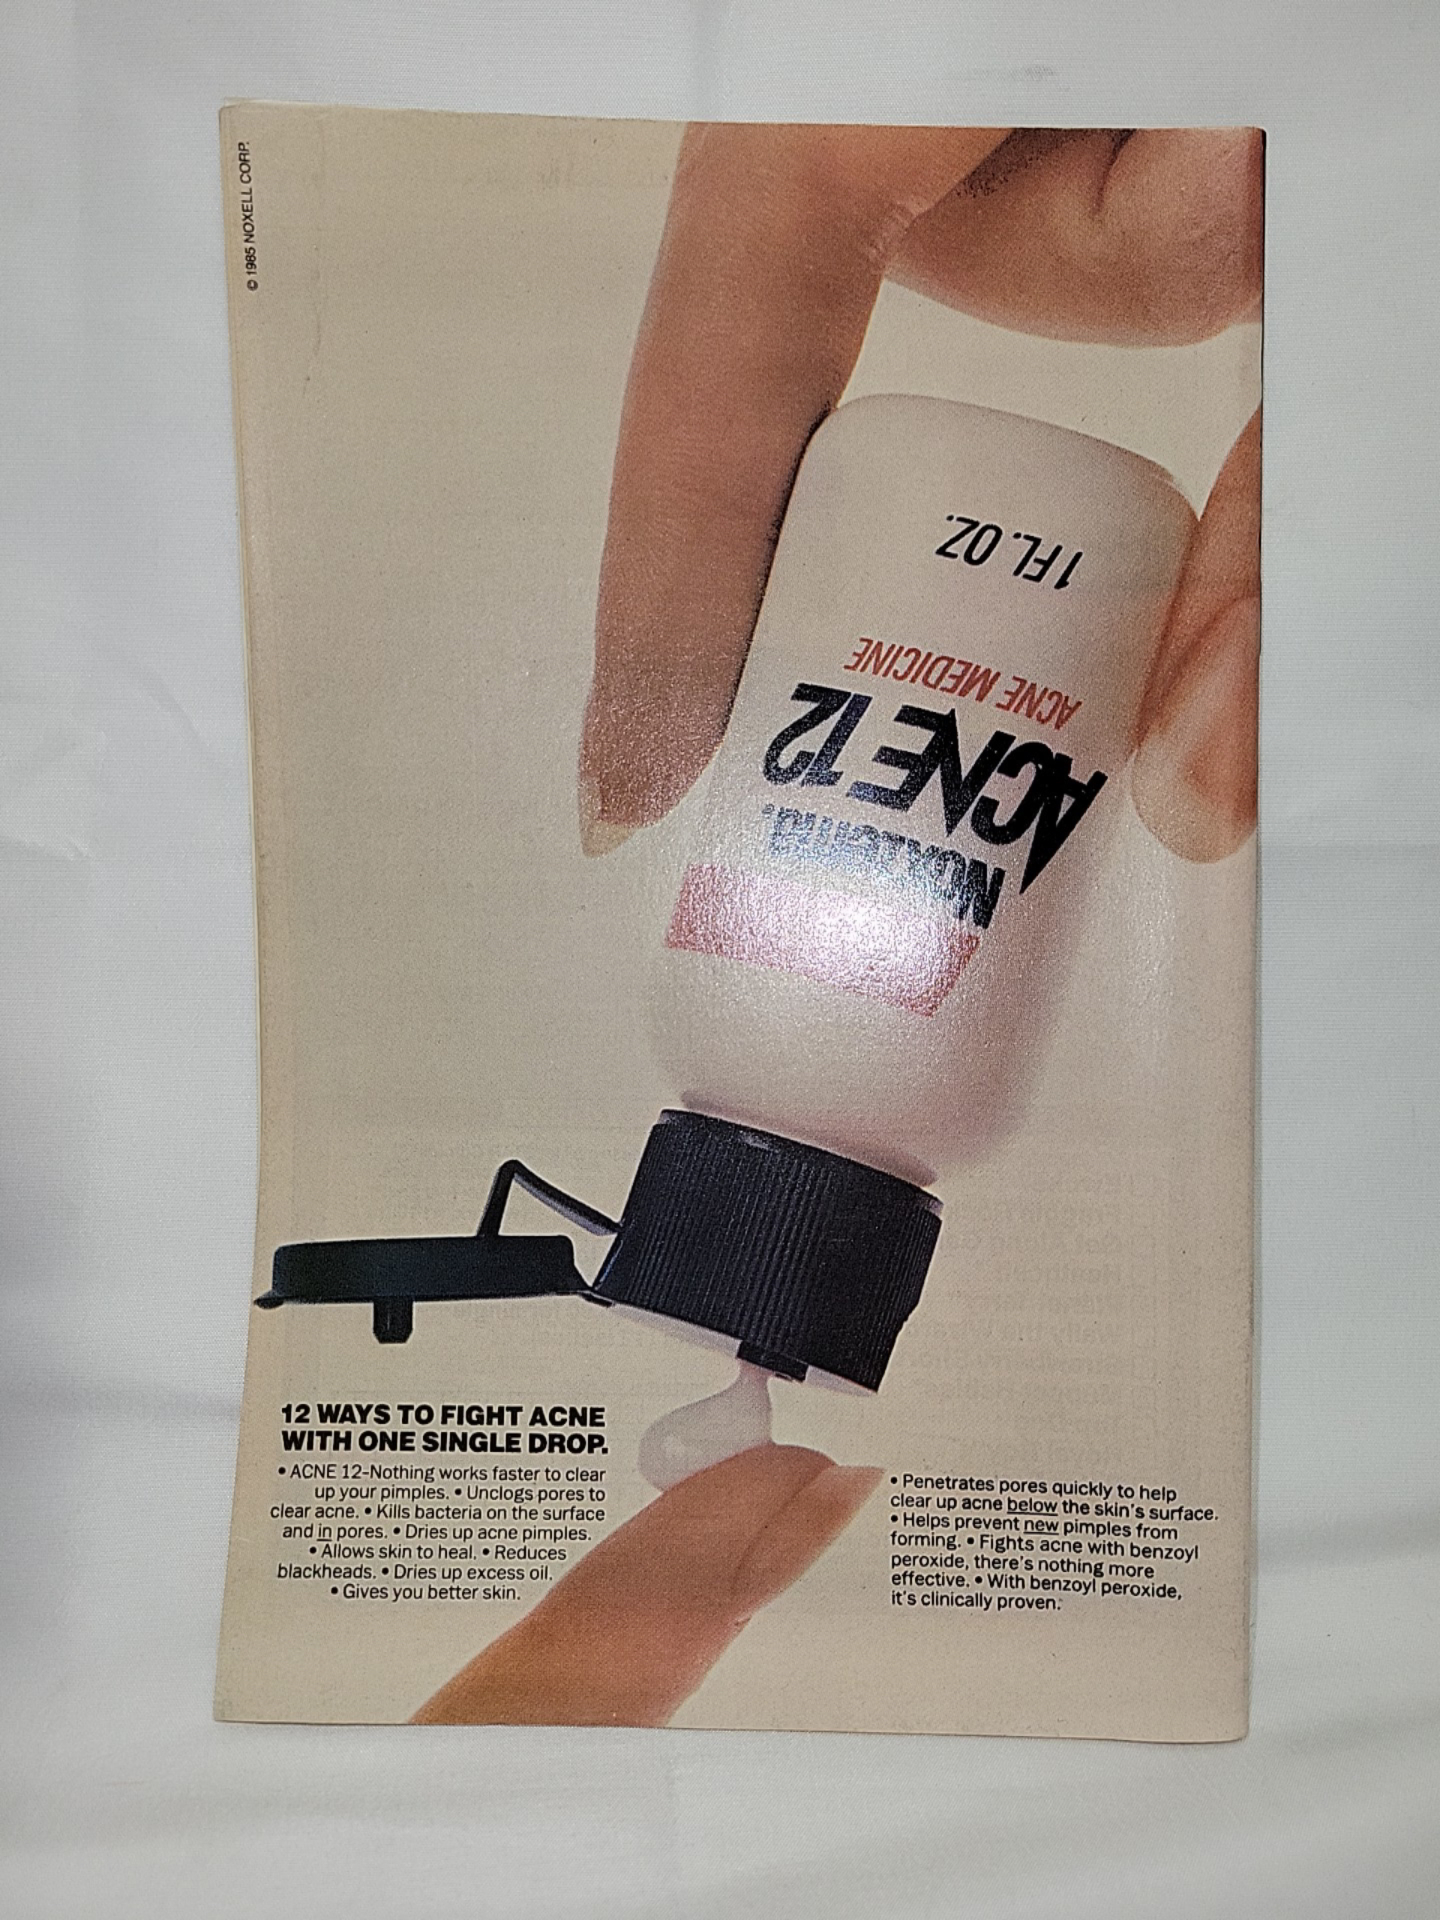 © 1985 NOXELL CORP.
1 FL. OZ.
ACNE MEDICINE
ACNE 12
NOXZEMA.
12 WAYS TO FIGHT ACNE
WITH ONE SINGLE DROP.
• ACNE 12–Nothing works faster to clear
up your pimples. • Unclogs pores to
clear acne. • Kills bacteria on the surface
and in pores. • Dries up acne pimples.
• Allows skin to heal. • Reduces
blackheads. • Dries up excess oil.
• Gives you better skin.
• Penetrates pores quickly to help
clear up acne below the skin's surface.
• Helps prevent new pimples from
forming. • Fights acne with benzoyl
peroxide, there's nothing more
effective. • With benzoyl peroxide,
it's clinically proven.